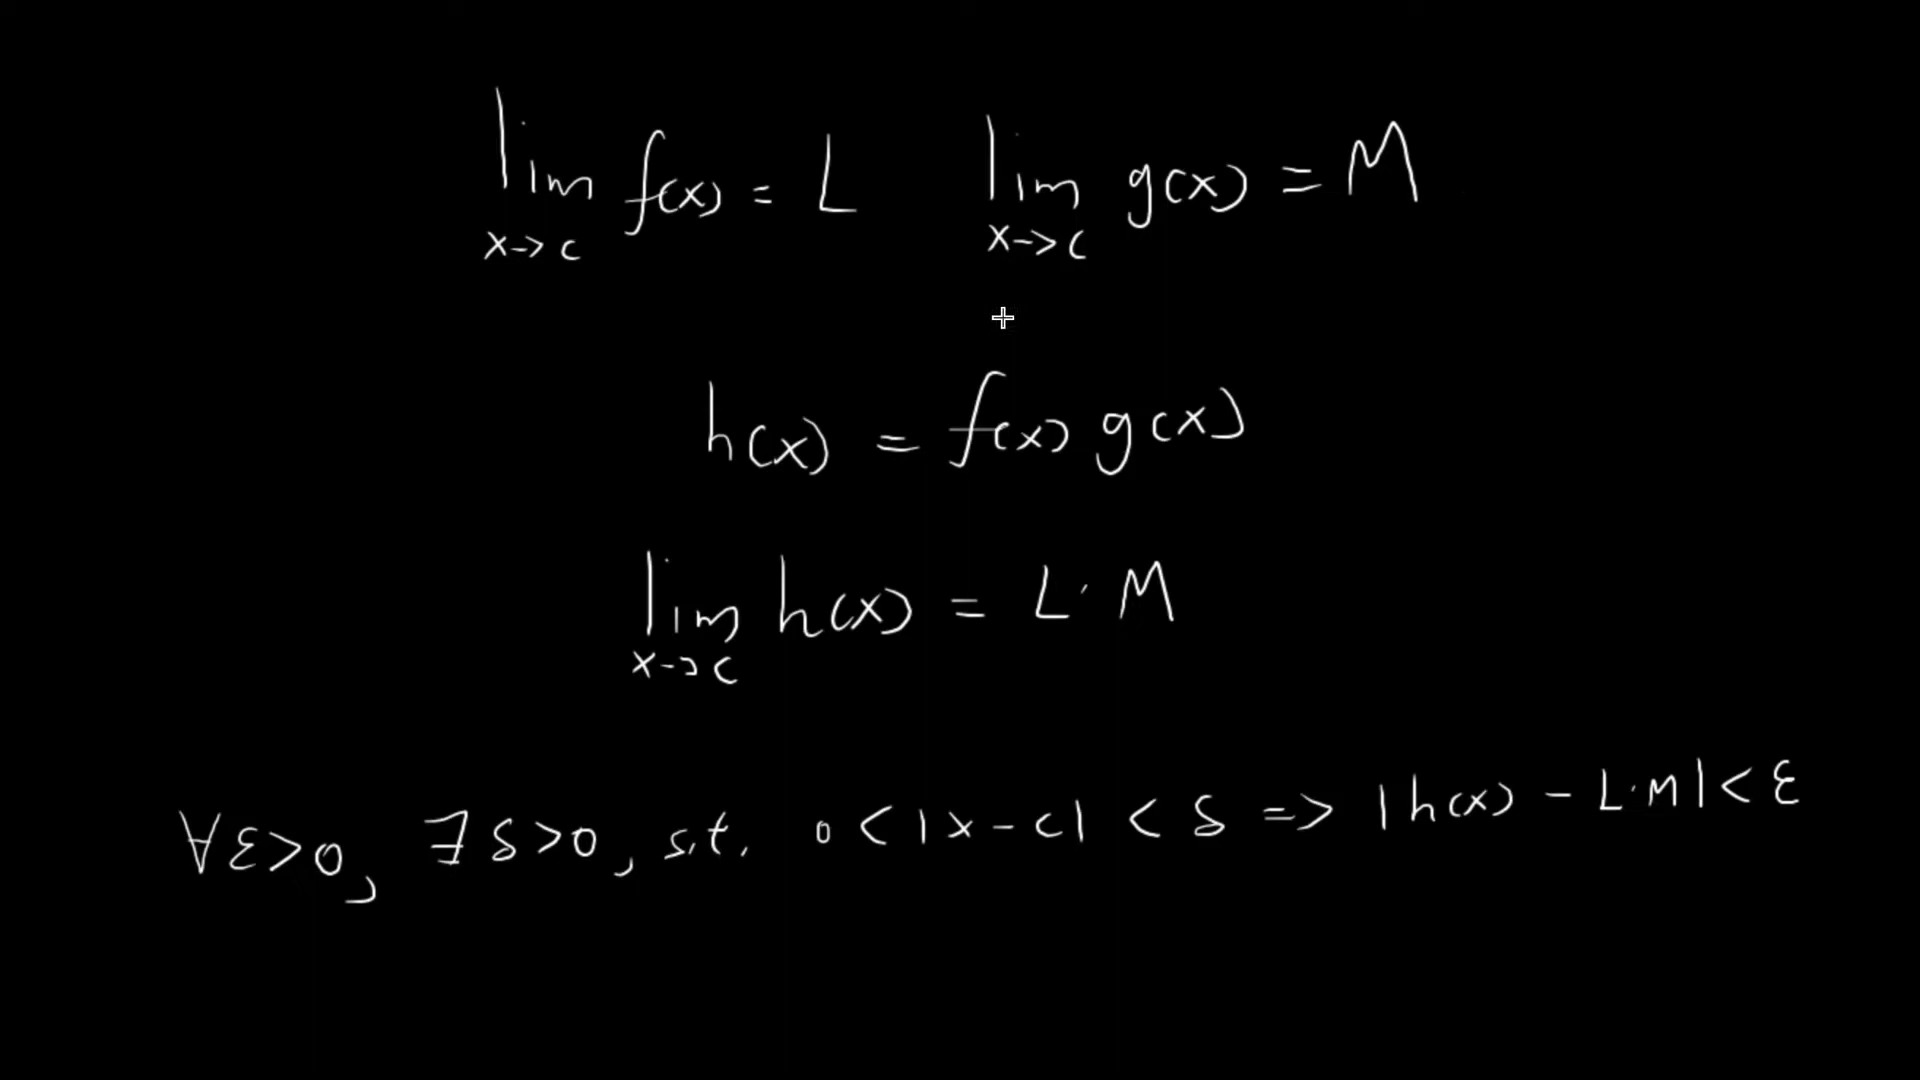 lim f(x) = L lim g(x) = M
x→c x→c
h(x) = f(x) g(x)
lim h(x) = L·M
x→c
∀ε>0, ∃δ>0, s.t. 0<|x-c|<δ => |h(x) - L·M|<ε